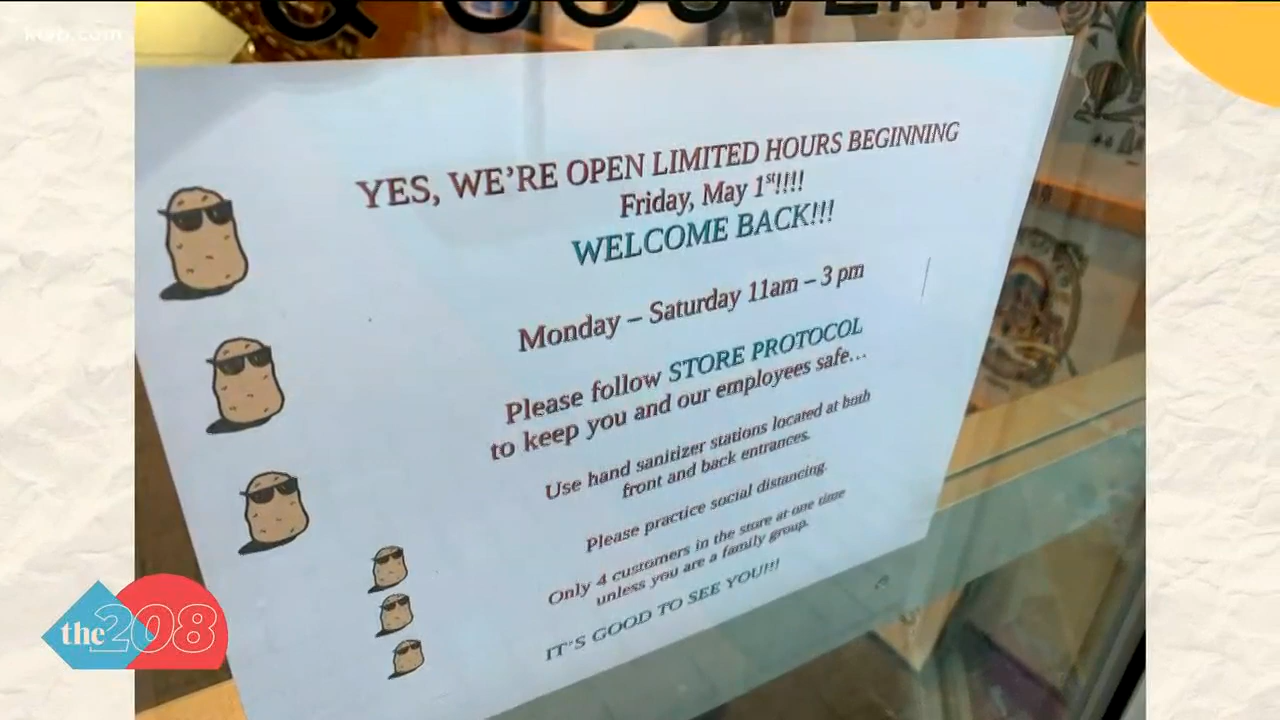 ktvb.com
&
YES, WE'RE OPEN LIMITED HOURS BEGINNING
Friday, May 1st!!!!
WELCOME BACK!!!
Monday – Saturday 11am – 3 pm
Please follow STORE PROTOCOL
to keep you and our employees safe...
Use hand sanitizer stations located at both
front and back entrances.
Please practice social distancing.
Only 4 customers in the store at one time
unless you are a family group.
IT'S GOOD TO SEE YOU!!!
the 208